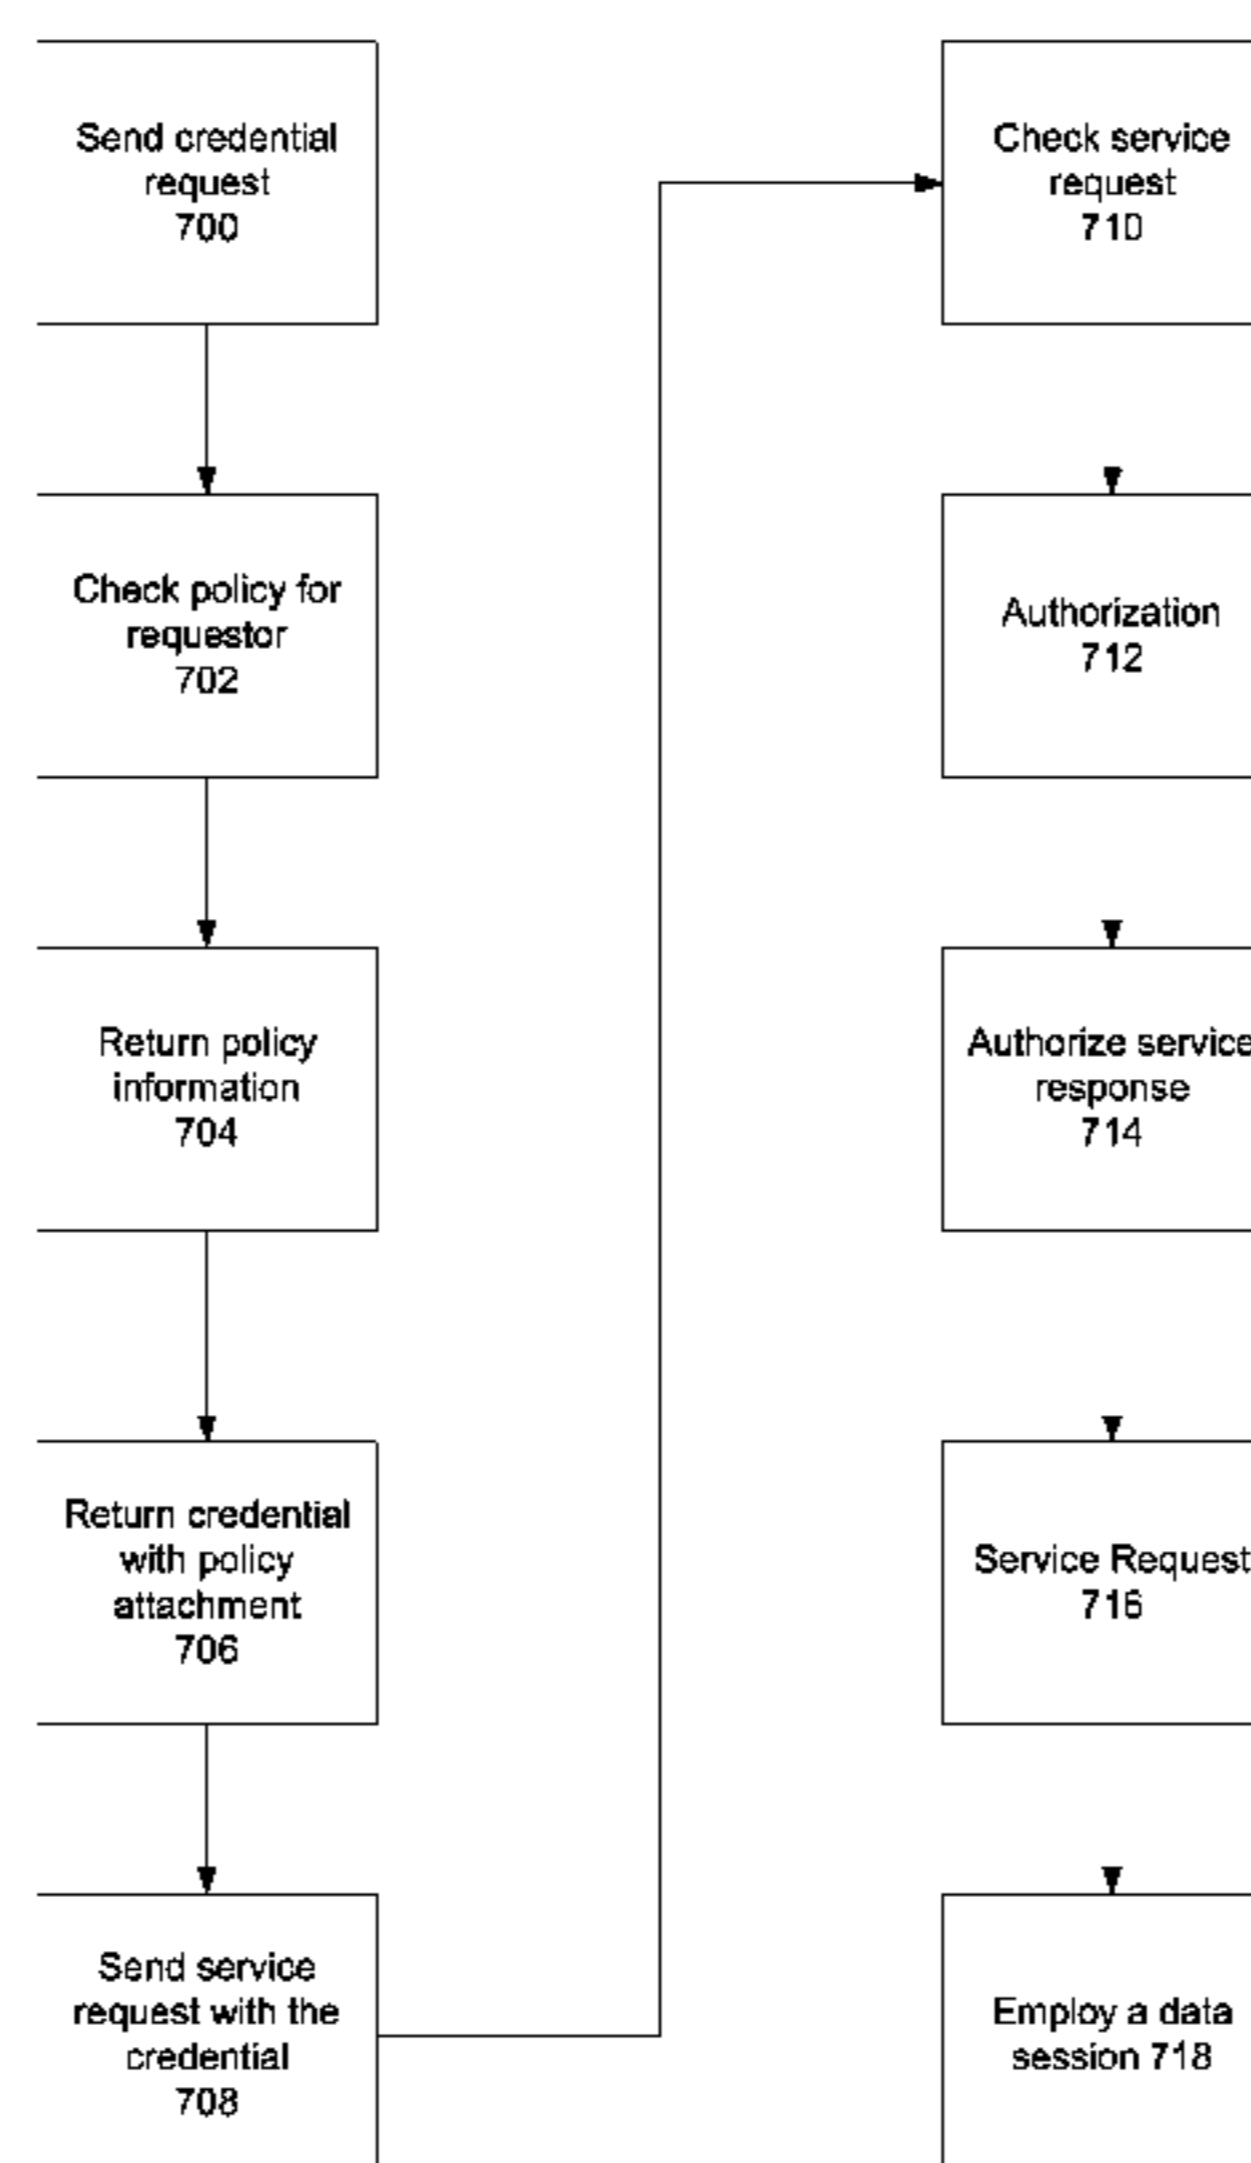 Send credential
request
700
Check policy for
requestor
702
Return policy
information
704
Return credential
with policy
attachment
706
Send service
request with the
credential
708
Check service
request
710
Authorization
712
Authorize service
response
714
Service Request
716
Employ a data
session 718